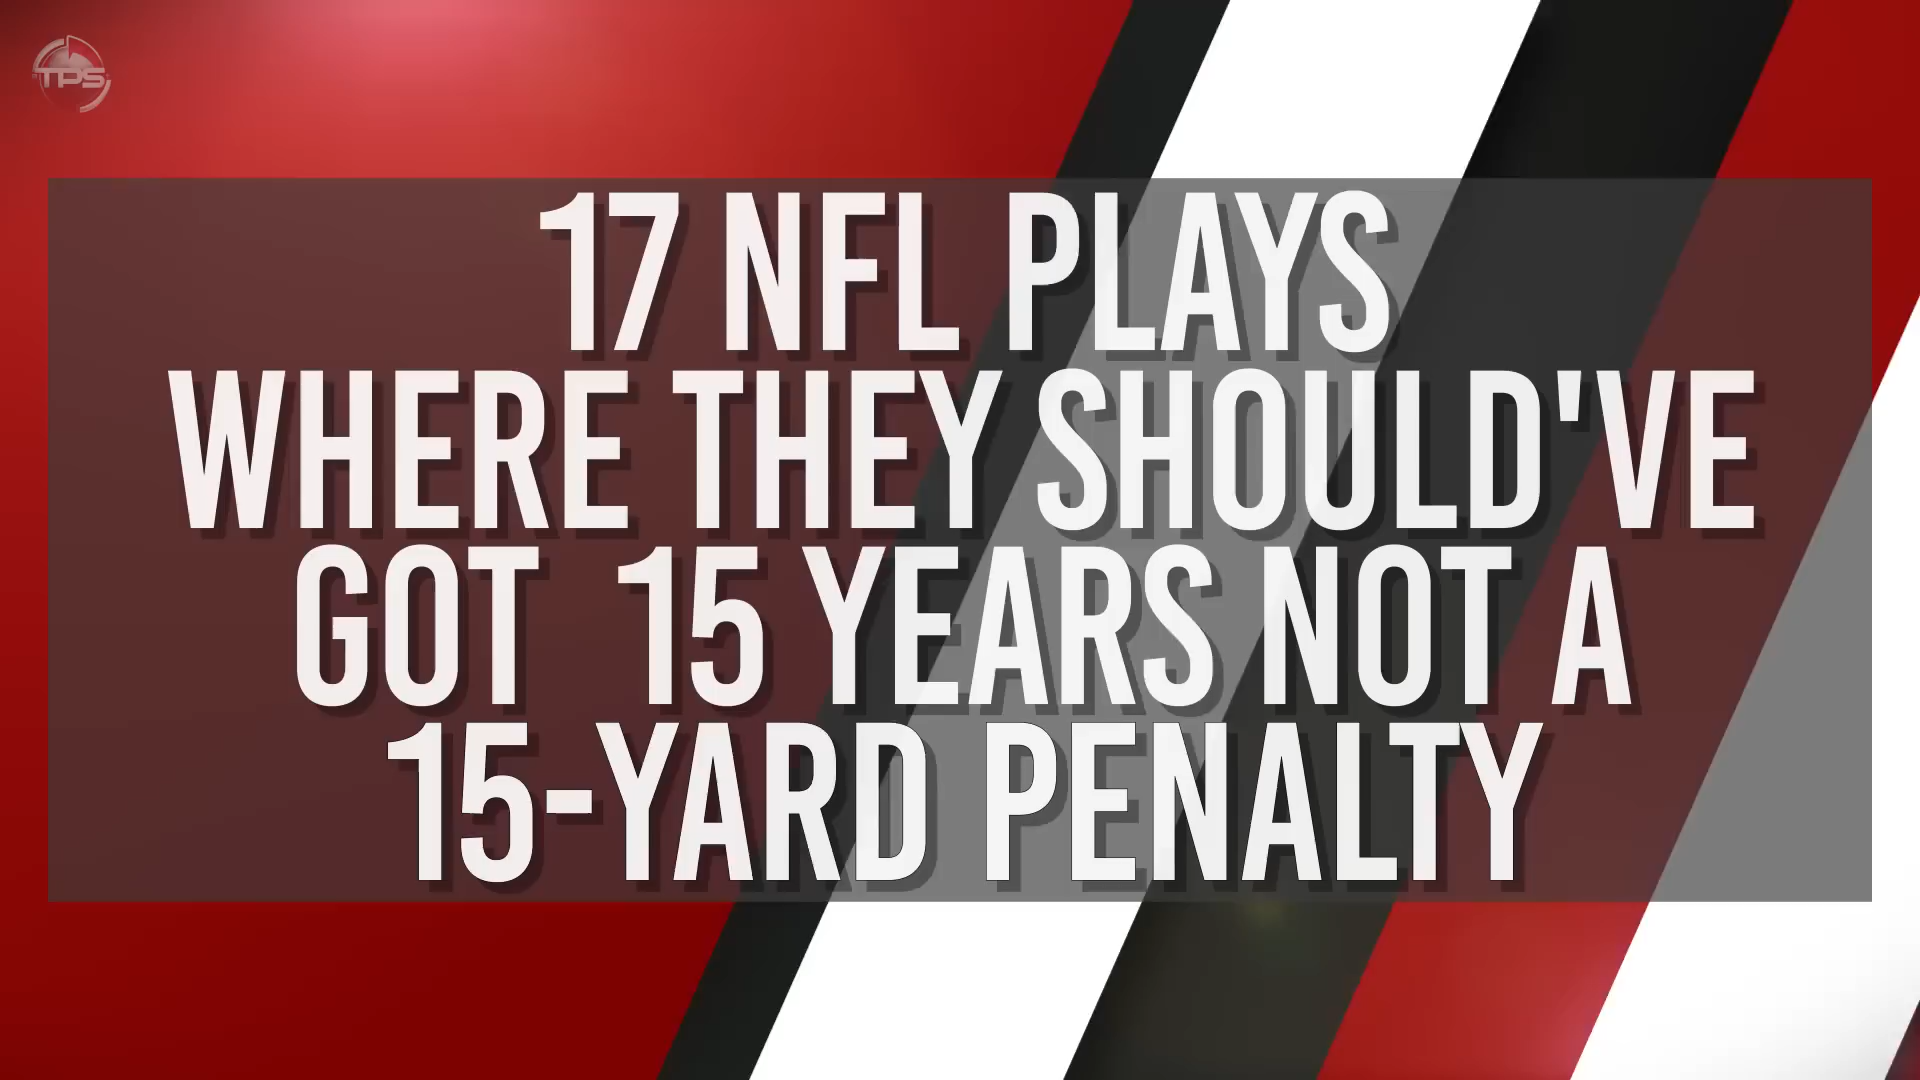 TPS
17 NFL PLAYS
WHERE THEY SHOULD'VE
GOT 15 YEARS NOT A
15-YARD PENALTY